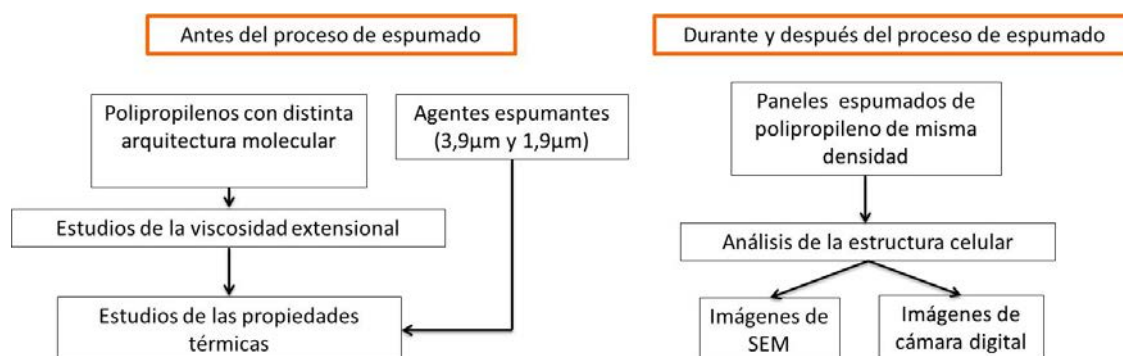 Antes del proceso de espumado
Polipropilenos con distinta
arquitectura molecular
Agentes espumantes
(3,9µm y 1,9µm)
Estudios de la viscosidad extensional
Estudios de las propiedades
térmicas
Durante y después del proceso de espumado
Paneles espumados de
polipropileno de misma
densidad
Análisis de la estructura celular
Imágenes de
SEM
Imágenes de
cámara digital